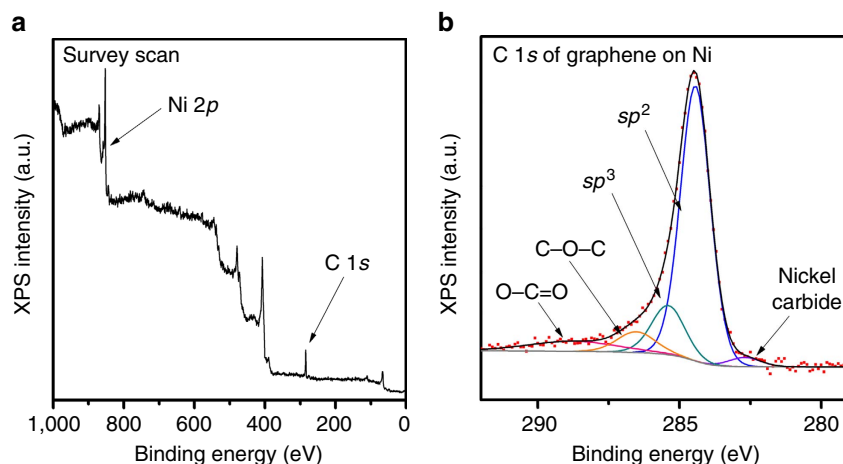 a
Survey scan
Ni 2p
C 1s
XPS intensity (a.u.)
1,000 800 600 400 200 0
Binding energy (eV)
b
C 1s of graphene on Ni
sp²
sp³
C–O–C
O–C=O
Nickel
carbide
XPS intensity (a.u.)
290 285 280
Binding energy (eV)